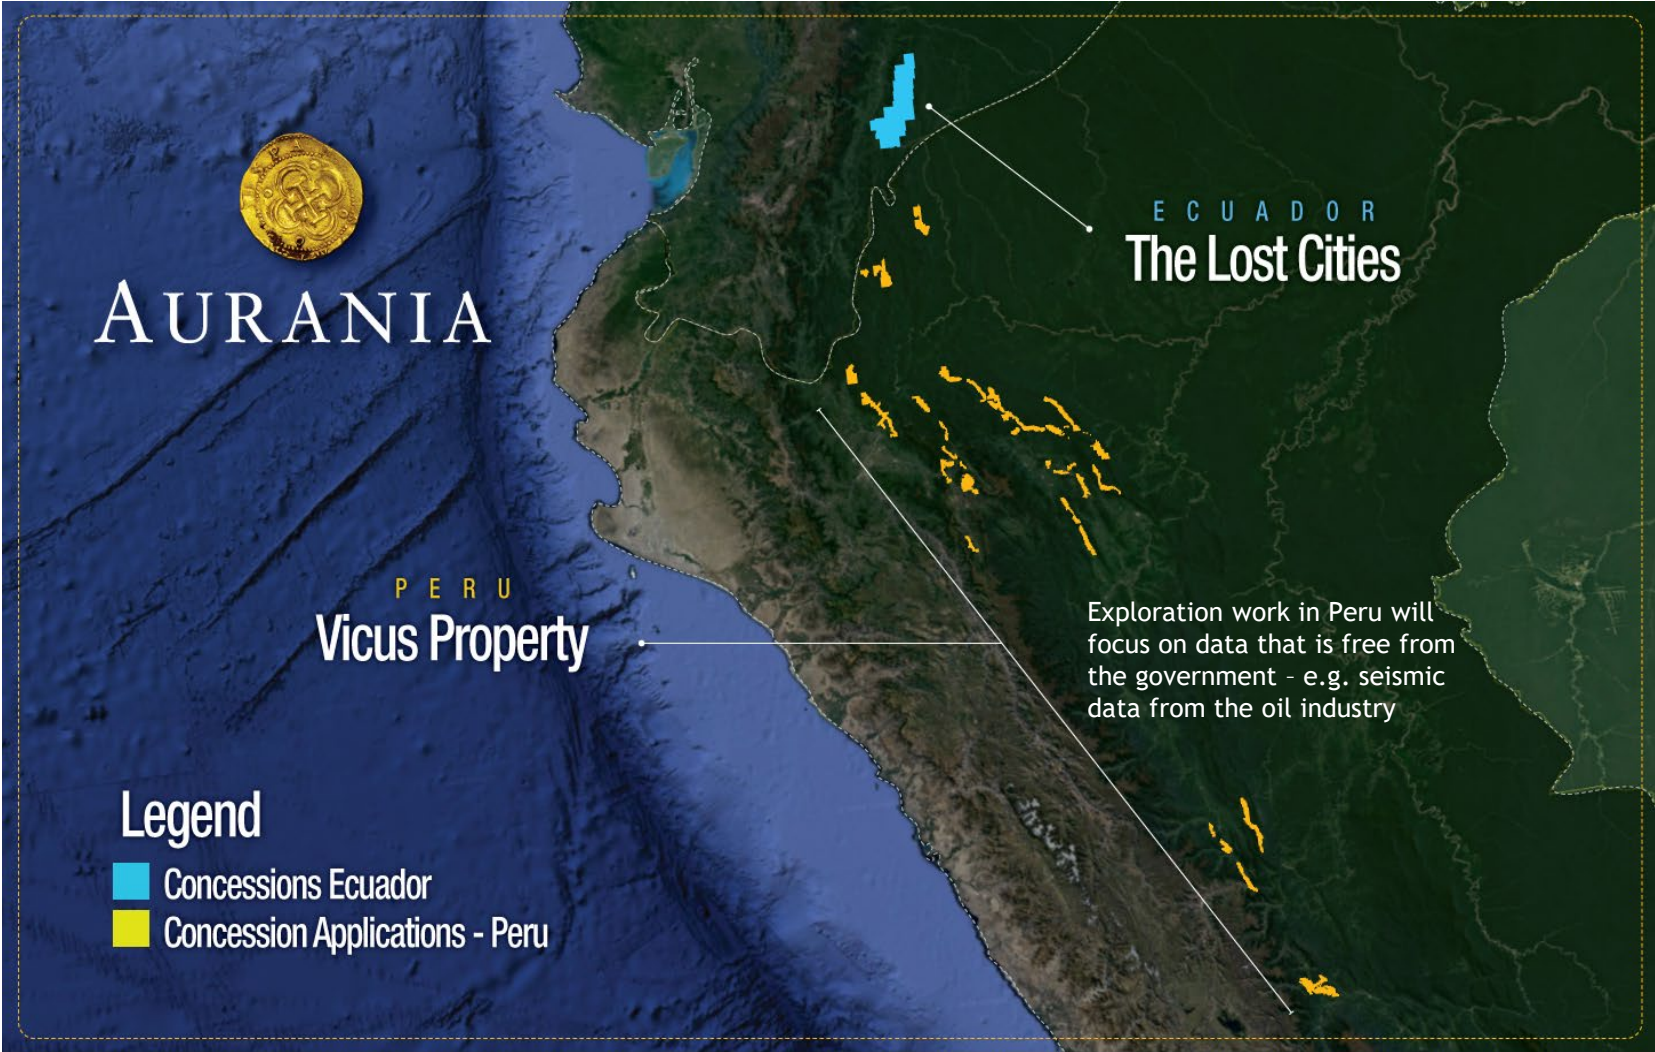 AURANIA
ECUADOR
The Lost Cities
PERU
Vicus Property
Exploration work in Peru will
focus on data that is free from
the government – e.g. seismic
data from the oil industry
Legend
Concessions Ecuador
Concession Applications - Peru